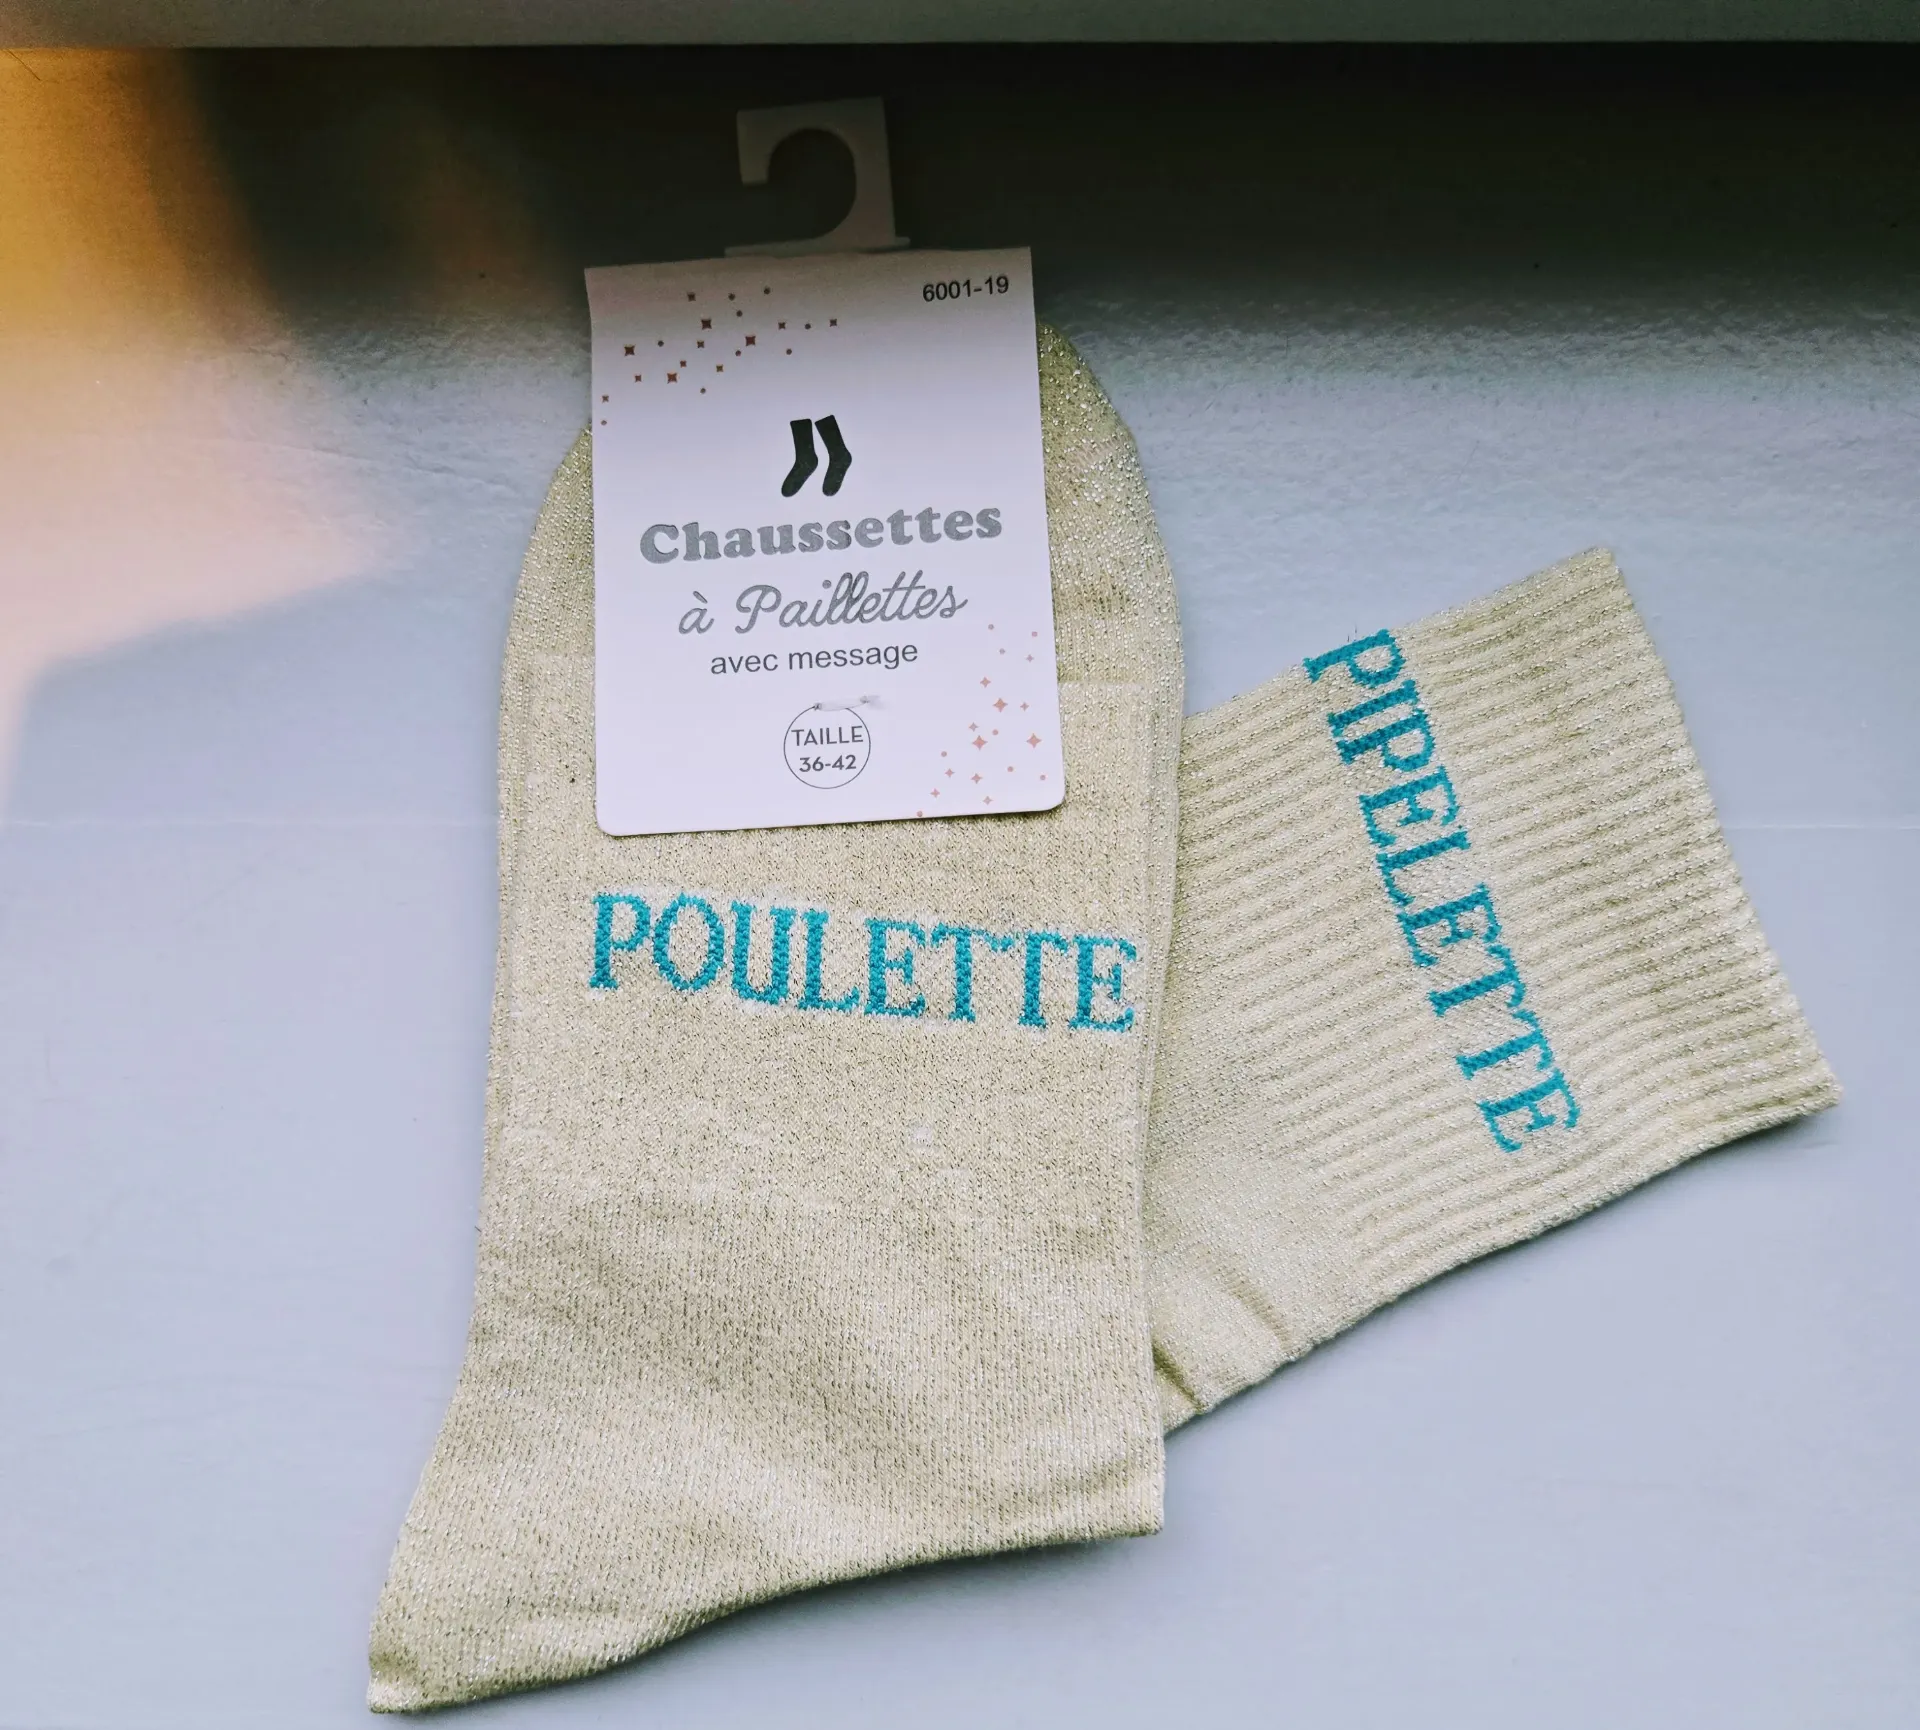 6001-19
Chaussettes
à Paillettes
avec message
TAILLE
36-42
POULETTE
PIPELETTE